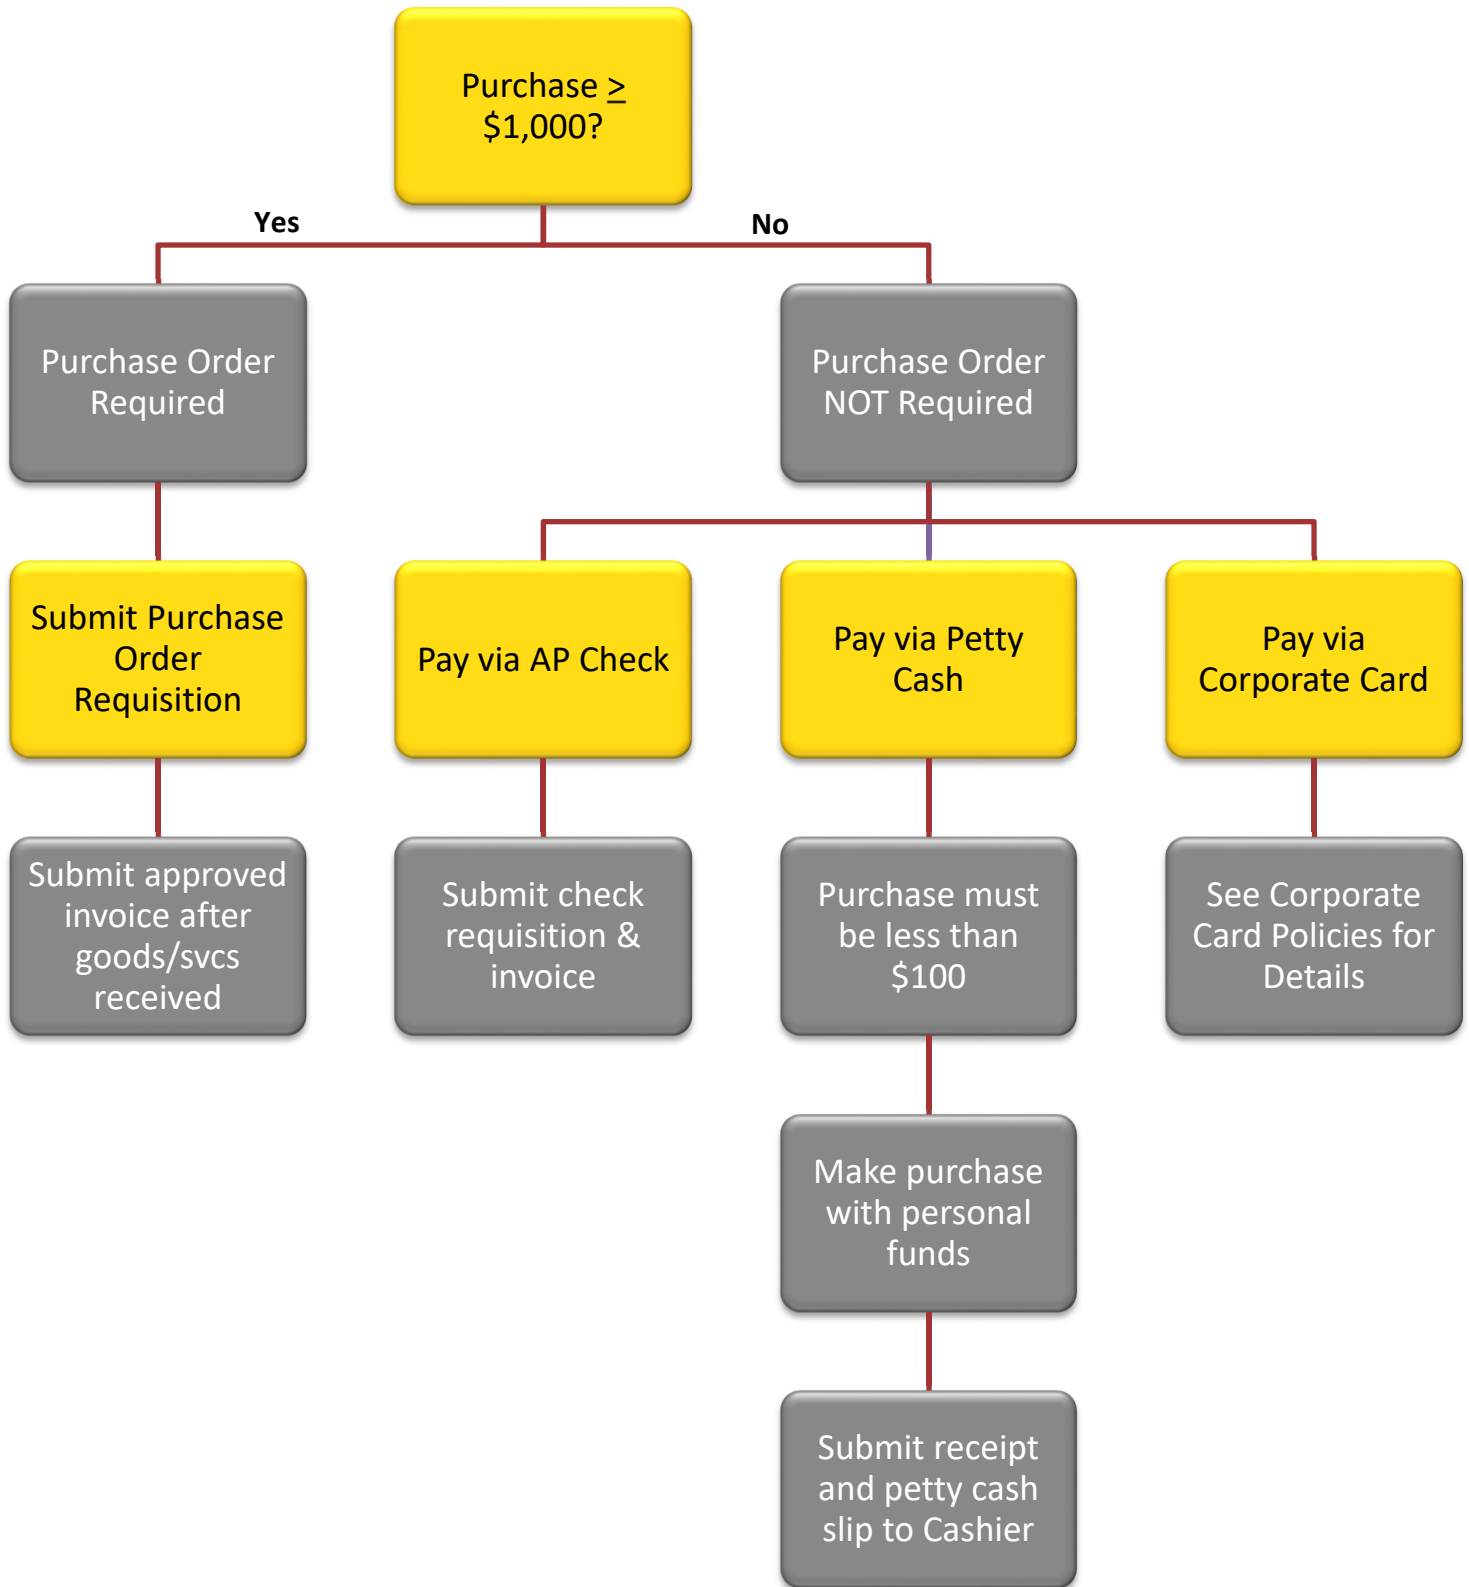 Purchase ≥
$1,000?
Yes
No
Purchase Order
Required
Purchase Order
NOT Required
Submit Purchase
Order
Requisition
Pay via AP Check
Pay via Petty
Cash
Pay via
Corporate Card
Submit approved
invoice after
goods/svcs
received
Submit check
requisition &
invoice
Purchase must
be less than
$100
See Corporate
Card Policies for
Details
Make purchase
with personal
funds
Submit receipt
and petty cash
slip to Cashier